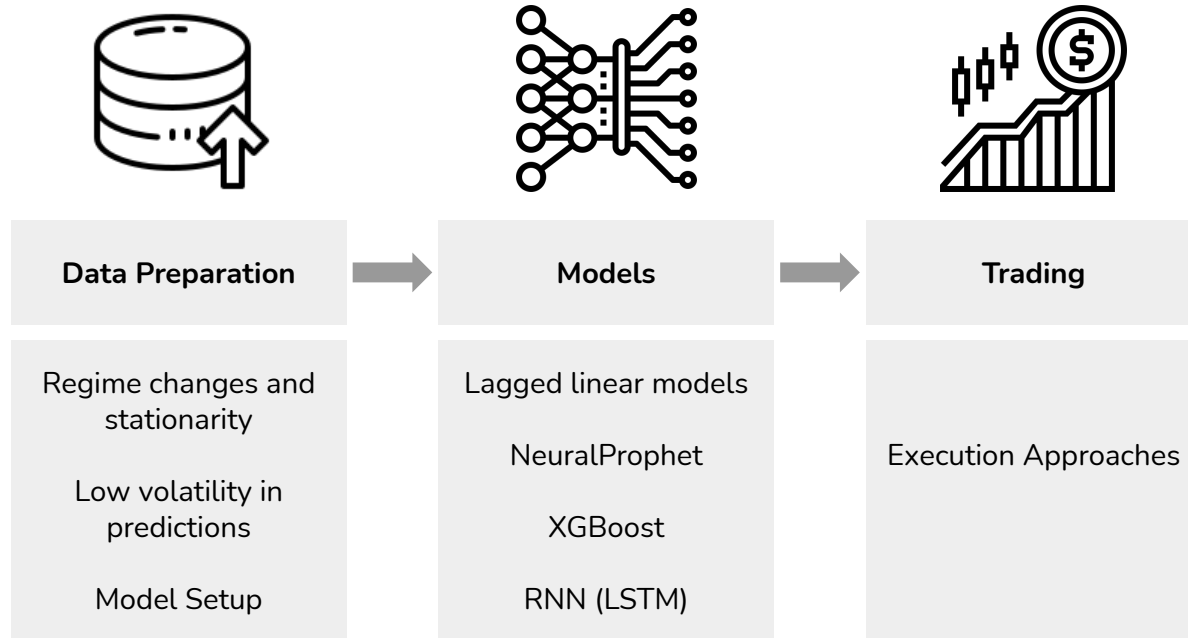 $
Data Preparation
Models
Trading
Regime changes and
stationarity
Low volatility in
predictions
Model Setup
Lagged linear models
NeuralProphet
XGBoost
RNN (LSTM)
Execution Approaches